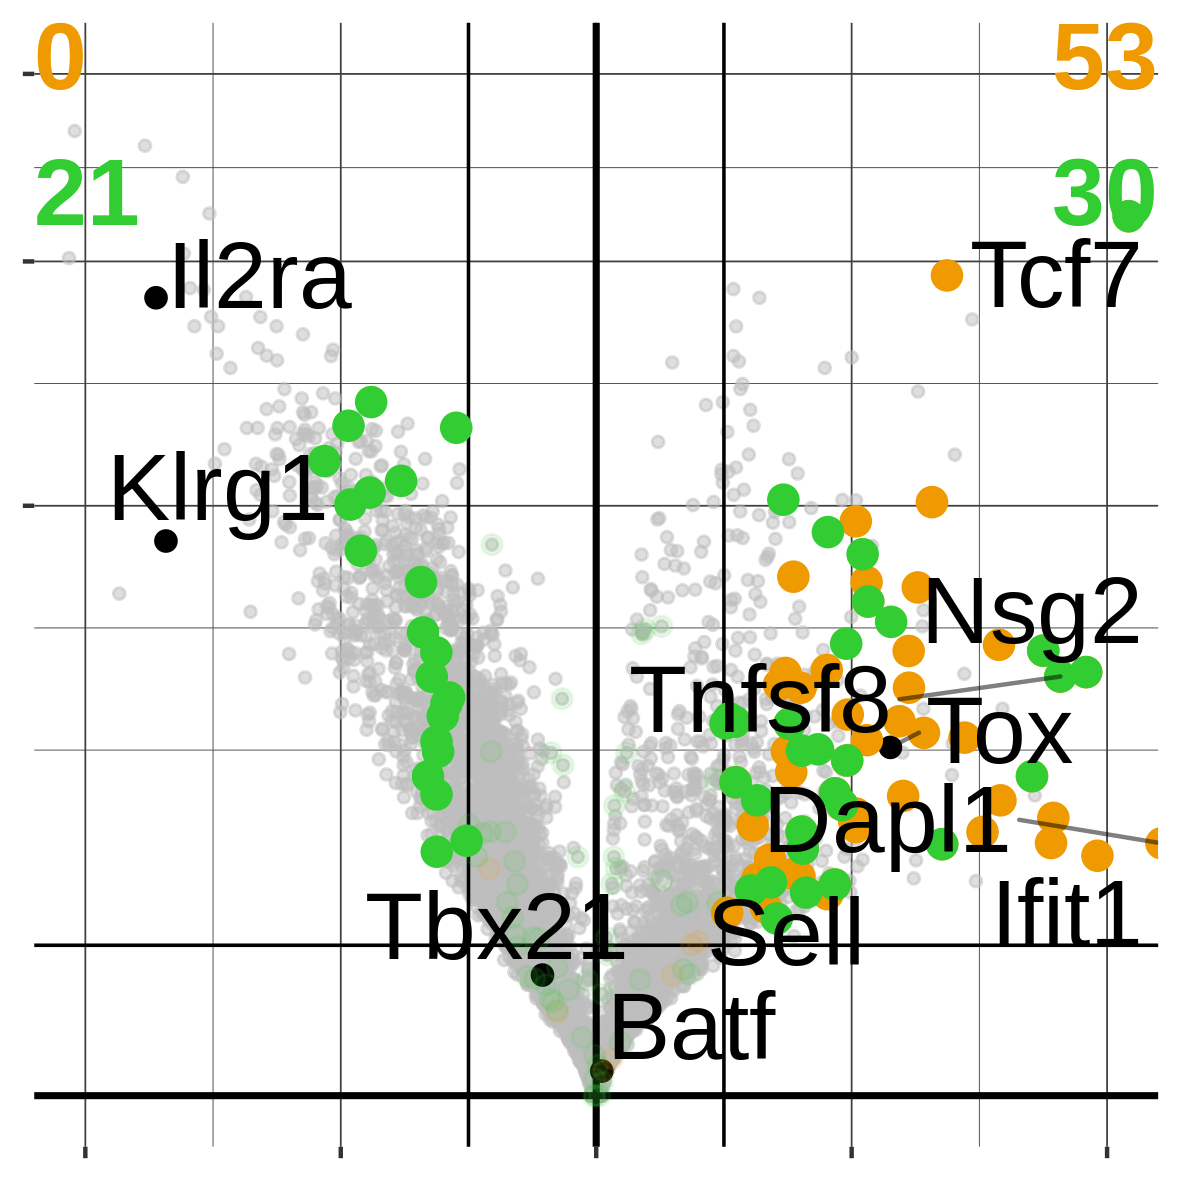 0 53
21 30
Il2ra Tcf7
Klrg1
Nsg2
Tnfsf8
Tox
Dapl1
Tbx21 Sell Ifit1
Batf